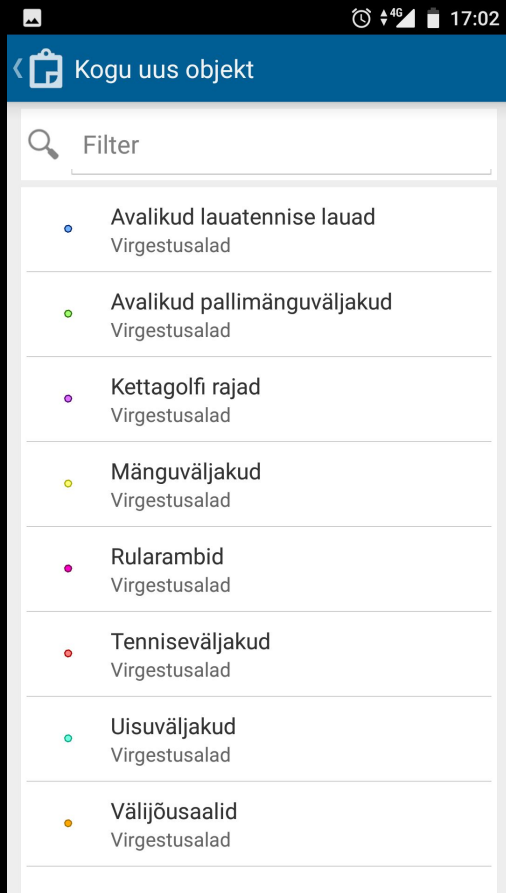 4G 17:02
Kogu uus objekt
Filter
Avalikud lauatennise lauad
Virgestusalad
Avalikud pallimänguväljakud
Virgestusalad
Kettagolfi rajad
Virgestusalad
Mänguväljakud
Virgestusalad
Rularambid
Virgestusalad
Tenniseväljakud
Virgestusalad
Uisuväljakud
Virgestusalad
Välijõusaalid
Virgestusalad